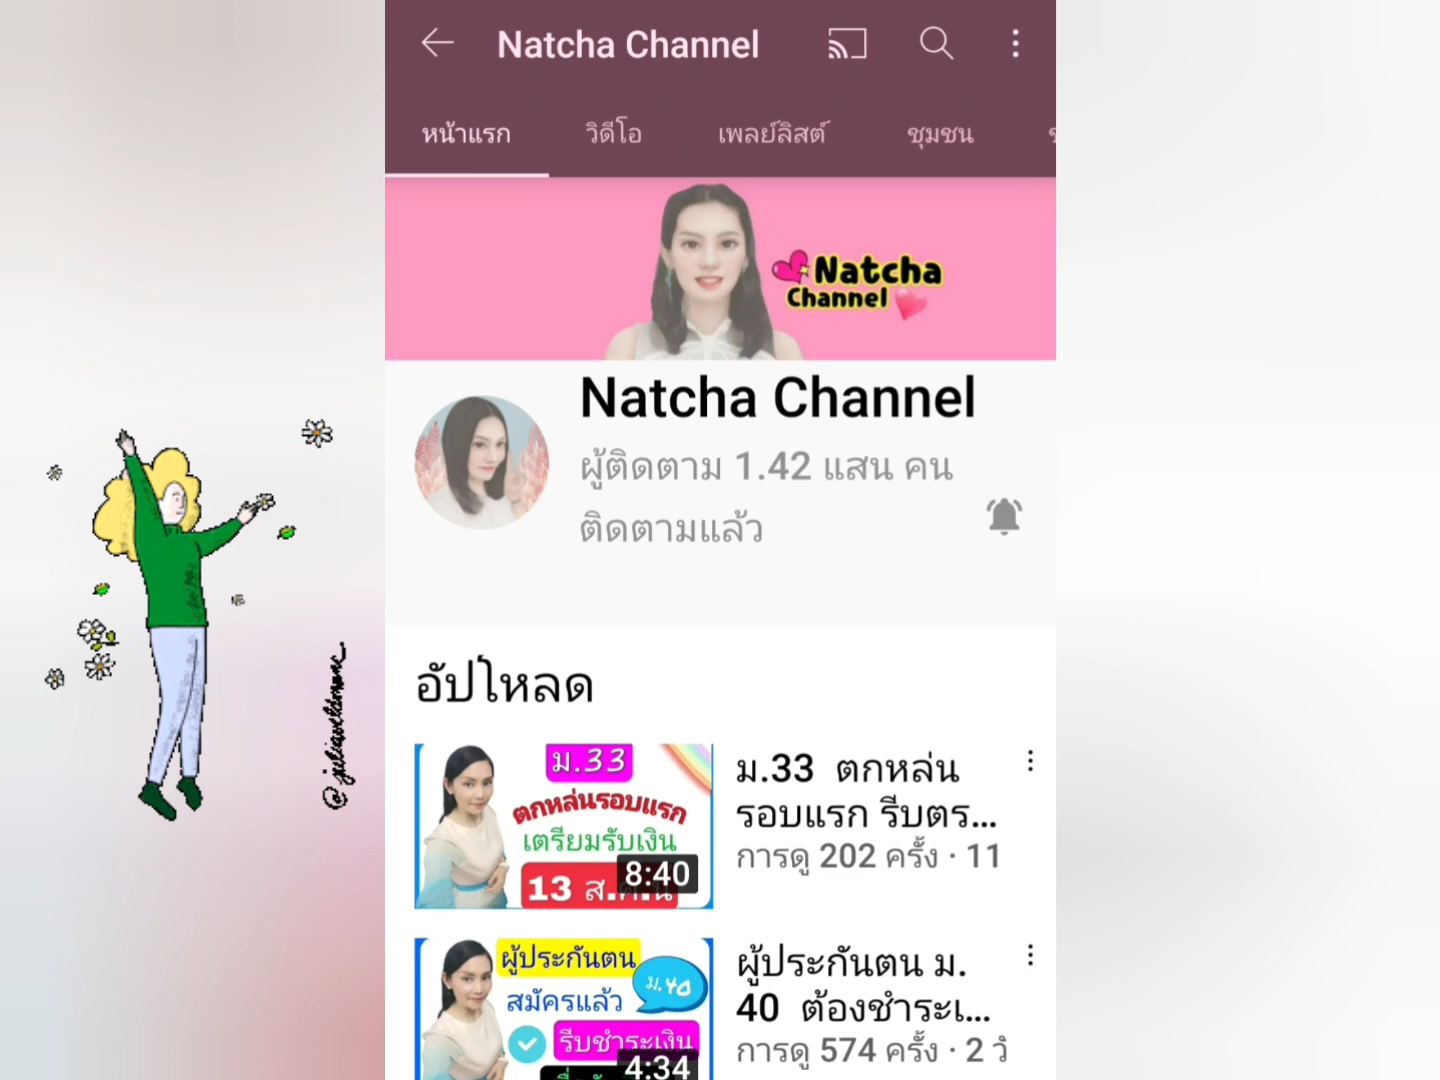 Natcha Channel
หน้าแรก วิดีโอ เพลย์ลิสต์ ชุมชน
Natcha
Channel
Natcha Channel
ผู้ติดตาม 1.42 แสน คน
ติดตามแล้ว
อัปโหลด
ม.33
ตกหล่นรอบแรก
เตรียมรับเงิน
13 ส.ค.น
8:40
ม.33 ตกหล่น
รอบแรก รีบตร...
การดู 202 ครั้ง · 11
ผู้ประกันตน
ม.40
สมัครแล้ว
รีบชำระเงิน
4:34
ผู้ประกันตน ม.
40 ต้องชำระเ...
การดู 574 ครั้ง · 2 วั